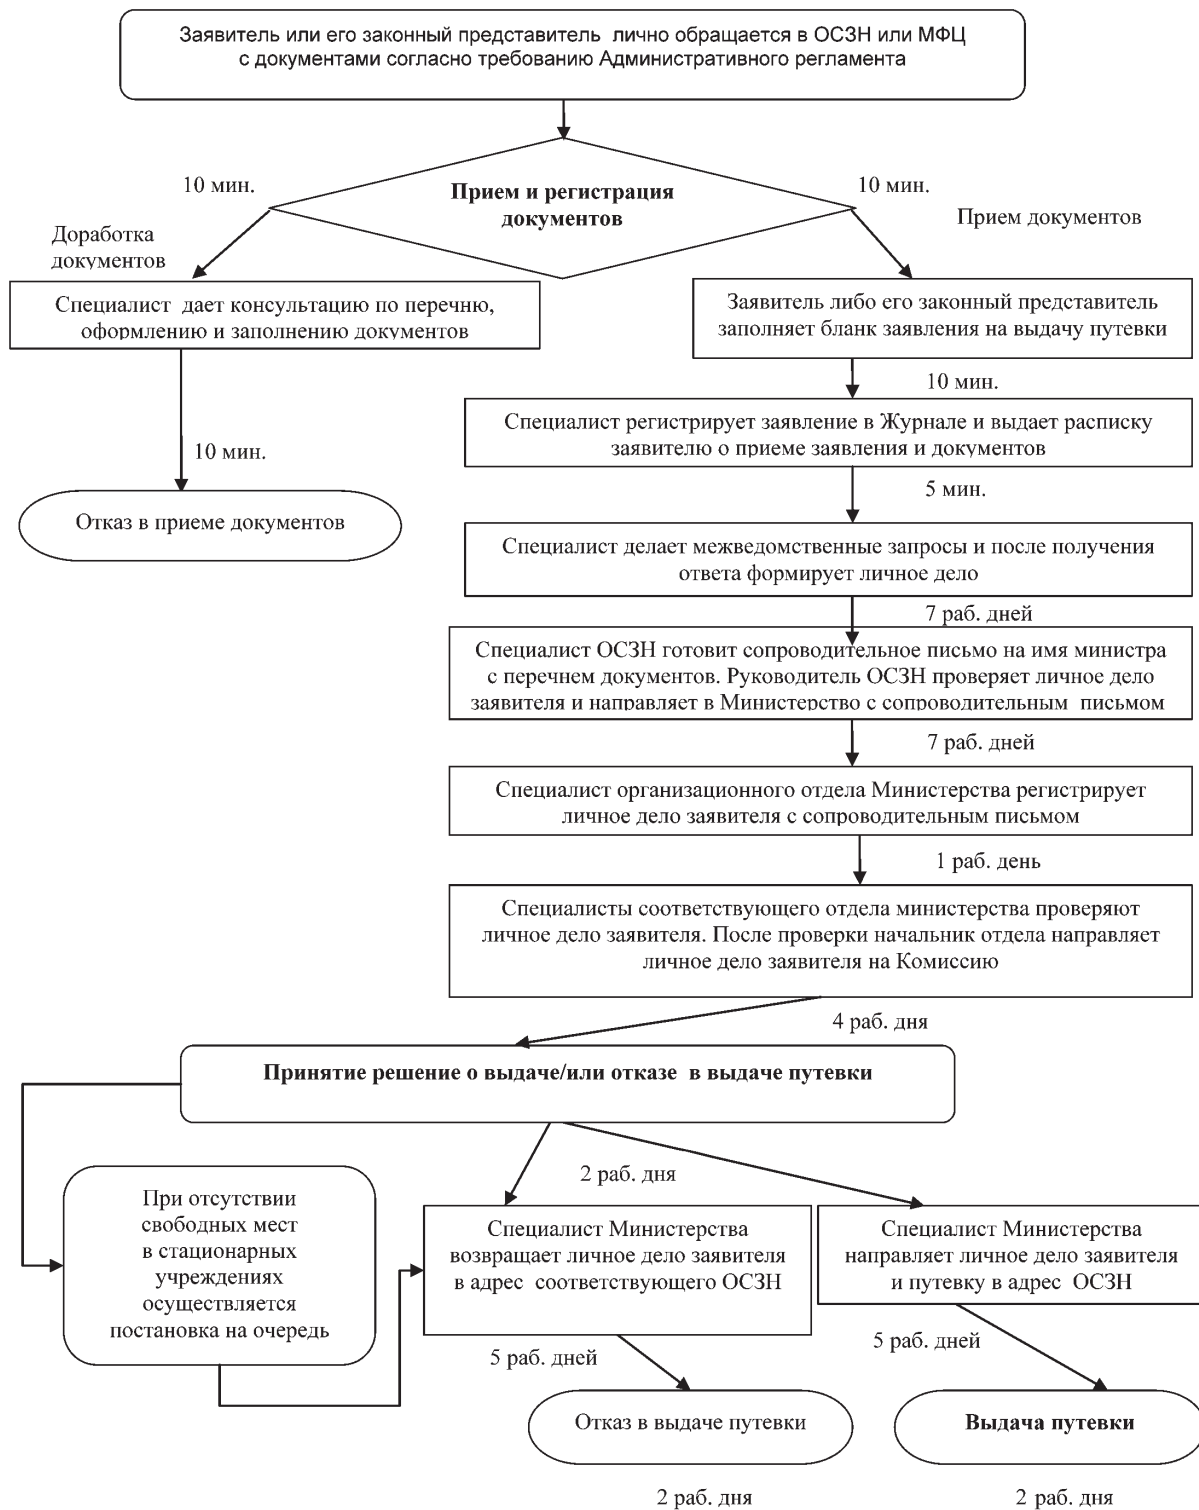 Заявитель или его законный представитель лично обращается в ОСЗН или МФЦ
с документами согласно требованию Административного регламента
10 мин.
Прием и регистрация
документов
10 мин.
Прием документов
Доработка
документов
Специалист дает консультацию по перечню,
оформлению и заполнению документов
Заявитель либо его законный представитель
заполняет бланк заявления на выдачу путевки
10 мин.
Специалист регистрирует заявление в Журнале и выдает расписку
заявителю о приеме заявления и документов
10 мин.
5 мин.
Отказ в приеме документов
Специалист делает межведомственные запросы и после получения
ответа формирует личное дело
7 раб. дней
Специалист ОСЗН готовит сопроводительное письмо на имя министра
с перечнем документов. Руководитель ОСЗН проверяет личное дело
заявителя и направляет в Министерство с сопроводительным письмом
7 раб. дней
Специалист организационного отдела Министерства регистрирует
личное дело заявителя с сопроводительным письмом
1 раб. день
Специалисты соответствующего отдела министерства проверяют
личное дело заявителя. После проверки начальник отдела направляет
личное дело заявителя на Комиссию
4 раб. дня
Принятие решение о выдаче/или отказе в выдаче путевки
2 раб. дня
При отсутствии
свободных мест
в стационарных
учреждениях
осуществляется
постановка на очередь
Специалист Министерства
возвращает личное дело заявителя
в адрес соответствующего ОСЗН
Специалист Министерства
направляет личное дело заявителя
и путевку в адрес ОСЗН
5 раб. дней
5 раб. дней
Отказ в выдаче путевки
Выдача путевки
2 раб. дня
2 раб. дня